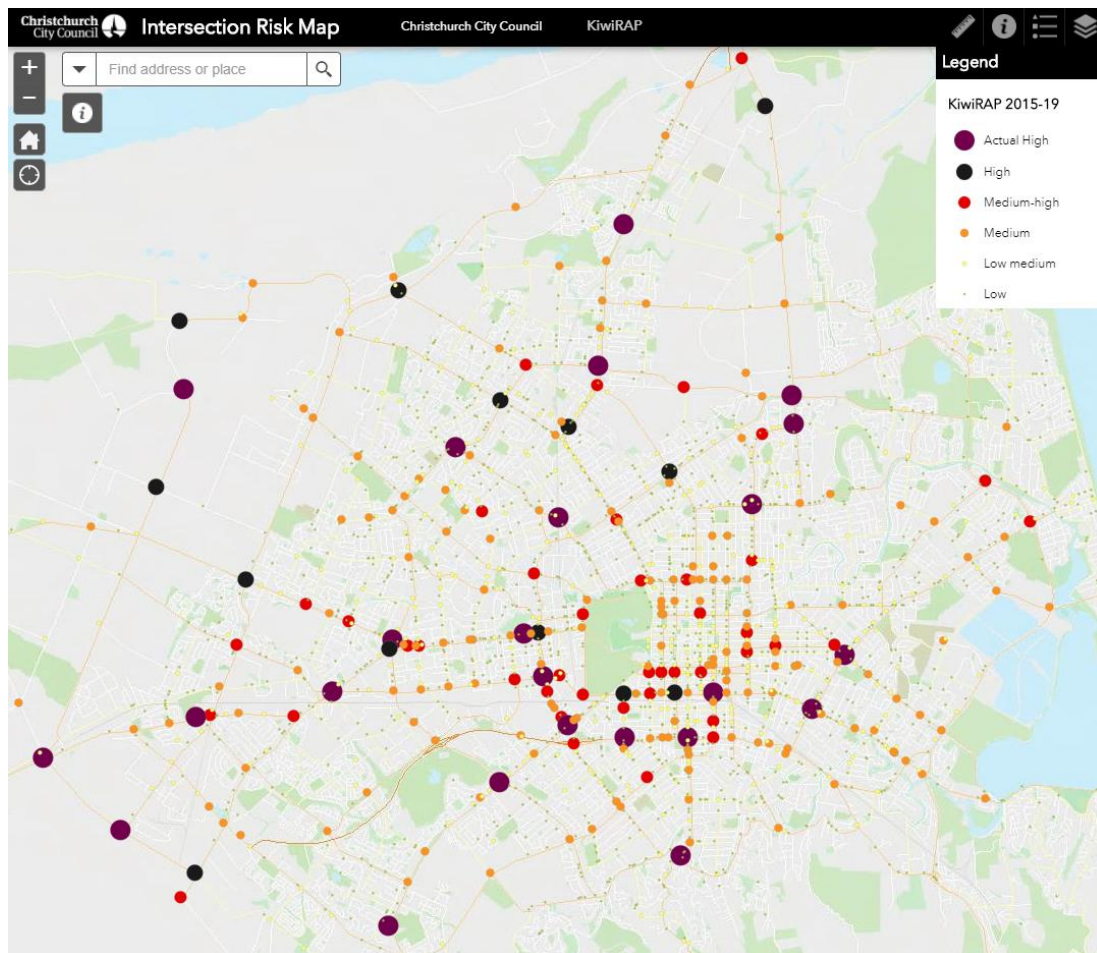 Christchurch
City Council
Intersection Risk Map
Christchurch City Council
KiwiRAP
+
Find address or place
−
Legend
KiwiRAP 2015-19
Actual High
High
Medium-high
Medium
Low medium
Low